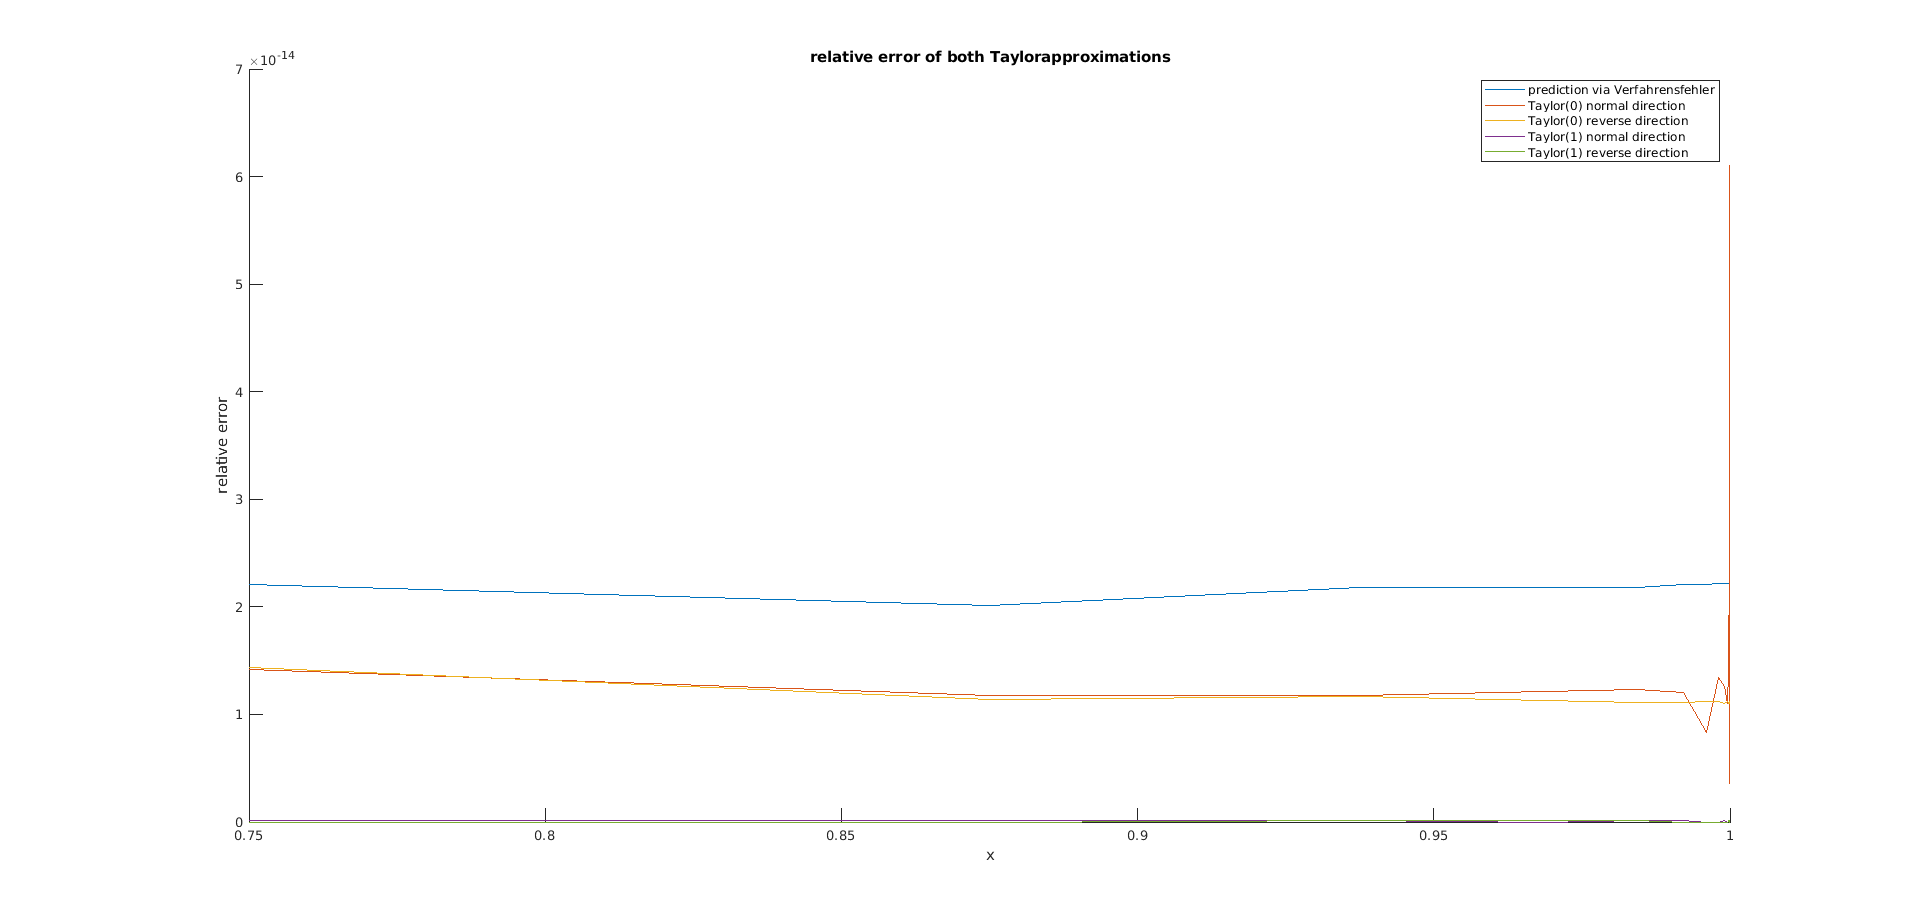 relative error of both Taylorapproximations
×10^-14
7
6
5
4
3
2
1
0
relative error
0.75
0.8
0.85
0.9
0.95
1
x
prediction via Verfahrensfehler
Taylor(0) normal direction
Taylor(0) reverse direction
Taylor(1) normal direction
Taylor(1) reverse direction